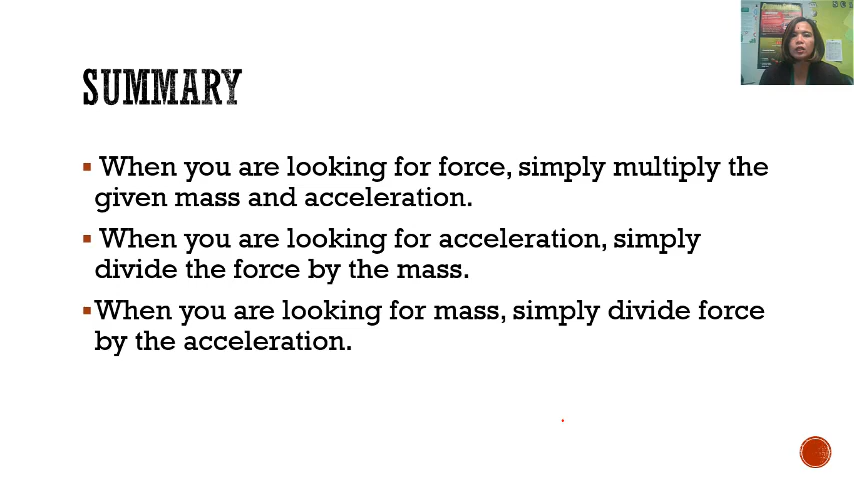 SUMMARY
When you are looking for force, simply multiply the
given mass and acceleration.
When you are looking for acceleration, simply
divide the force by the mass.
When you are looking for mass, simply divide force
by the acceleration.